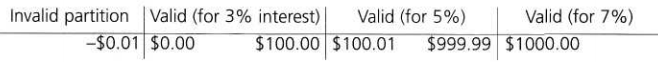 Invalid partition Valid (for 3% interest) Valid (for 5%) Valid (for 7%)
–$0.01 $0.00 $100.00 $100.01 $999.99 $1000.00